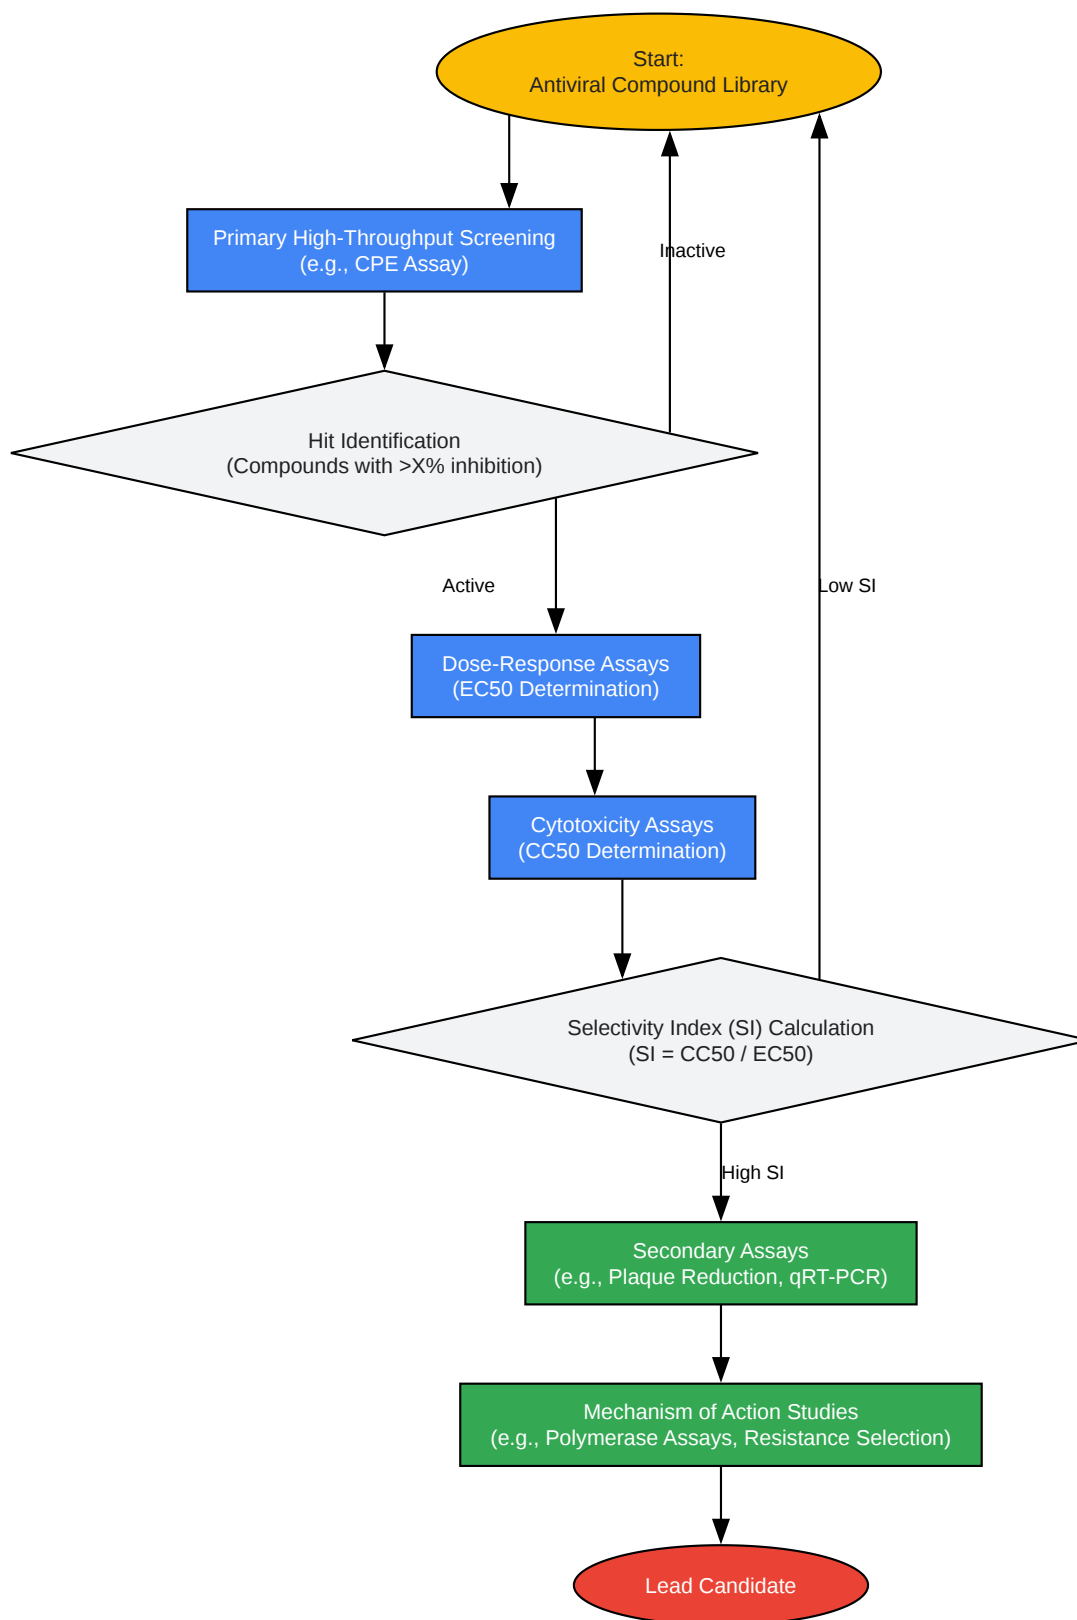 Start:
Antiviral Compound Library
Primary High-Throughput Screening
(e.g., CPE Assay)
Inactive
Hit Identification
(Compounds with >X% inhibition)
Active
Low SI
Dose-Response Assays
(EC50 Determination)
Cytotoxicity Assays
(CC50 Determination)
Selectivity Index (SI) Calculation
(SI = CC50 / EC50)
High SI
Secondary Assays
(e.g., Plaque Reduction, qRT-PCR)
Mechanism of Action Studies
(e.g., Polymerase Assays, Resistance Selection)
Lead Candidate